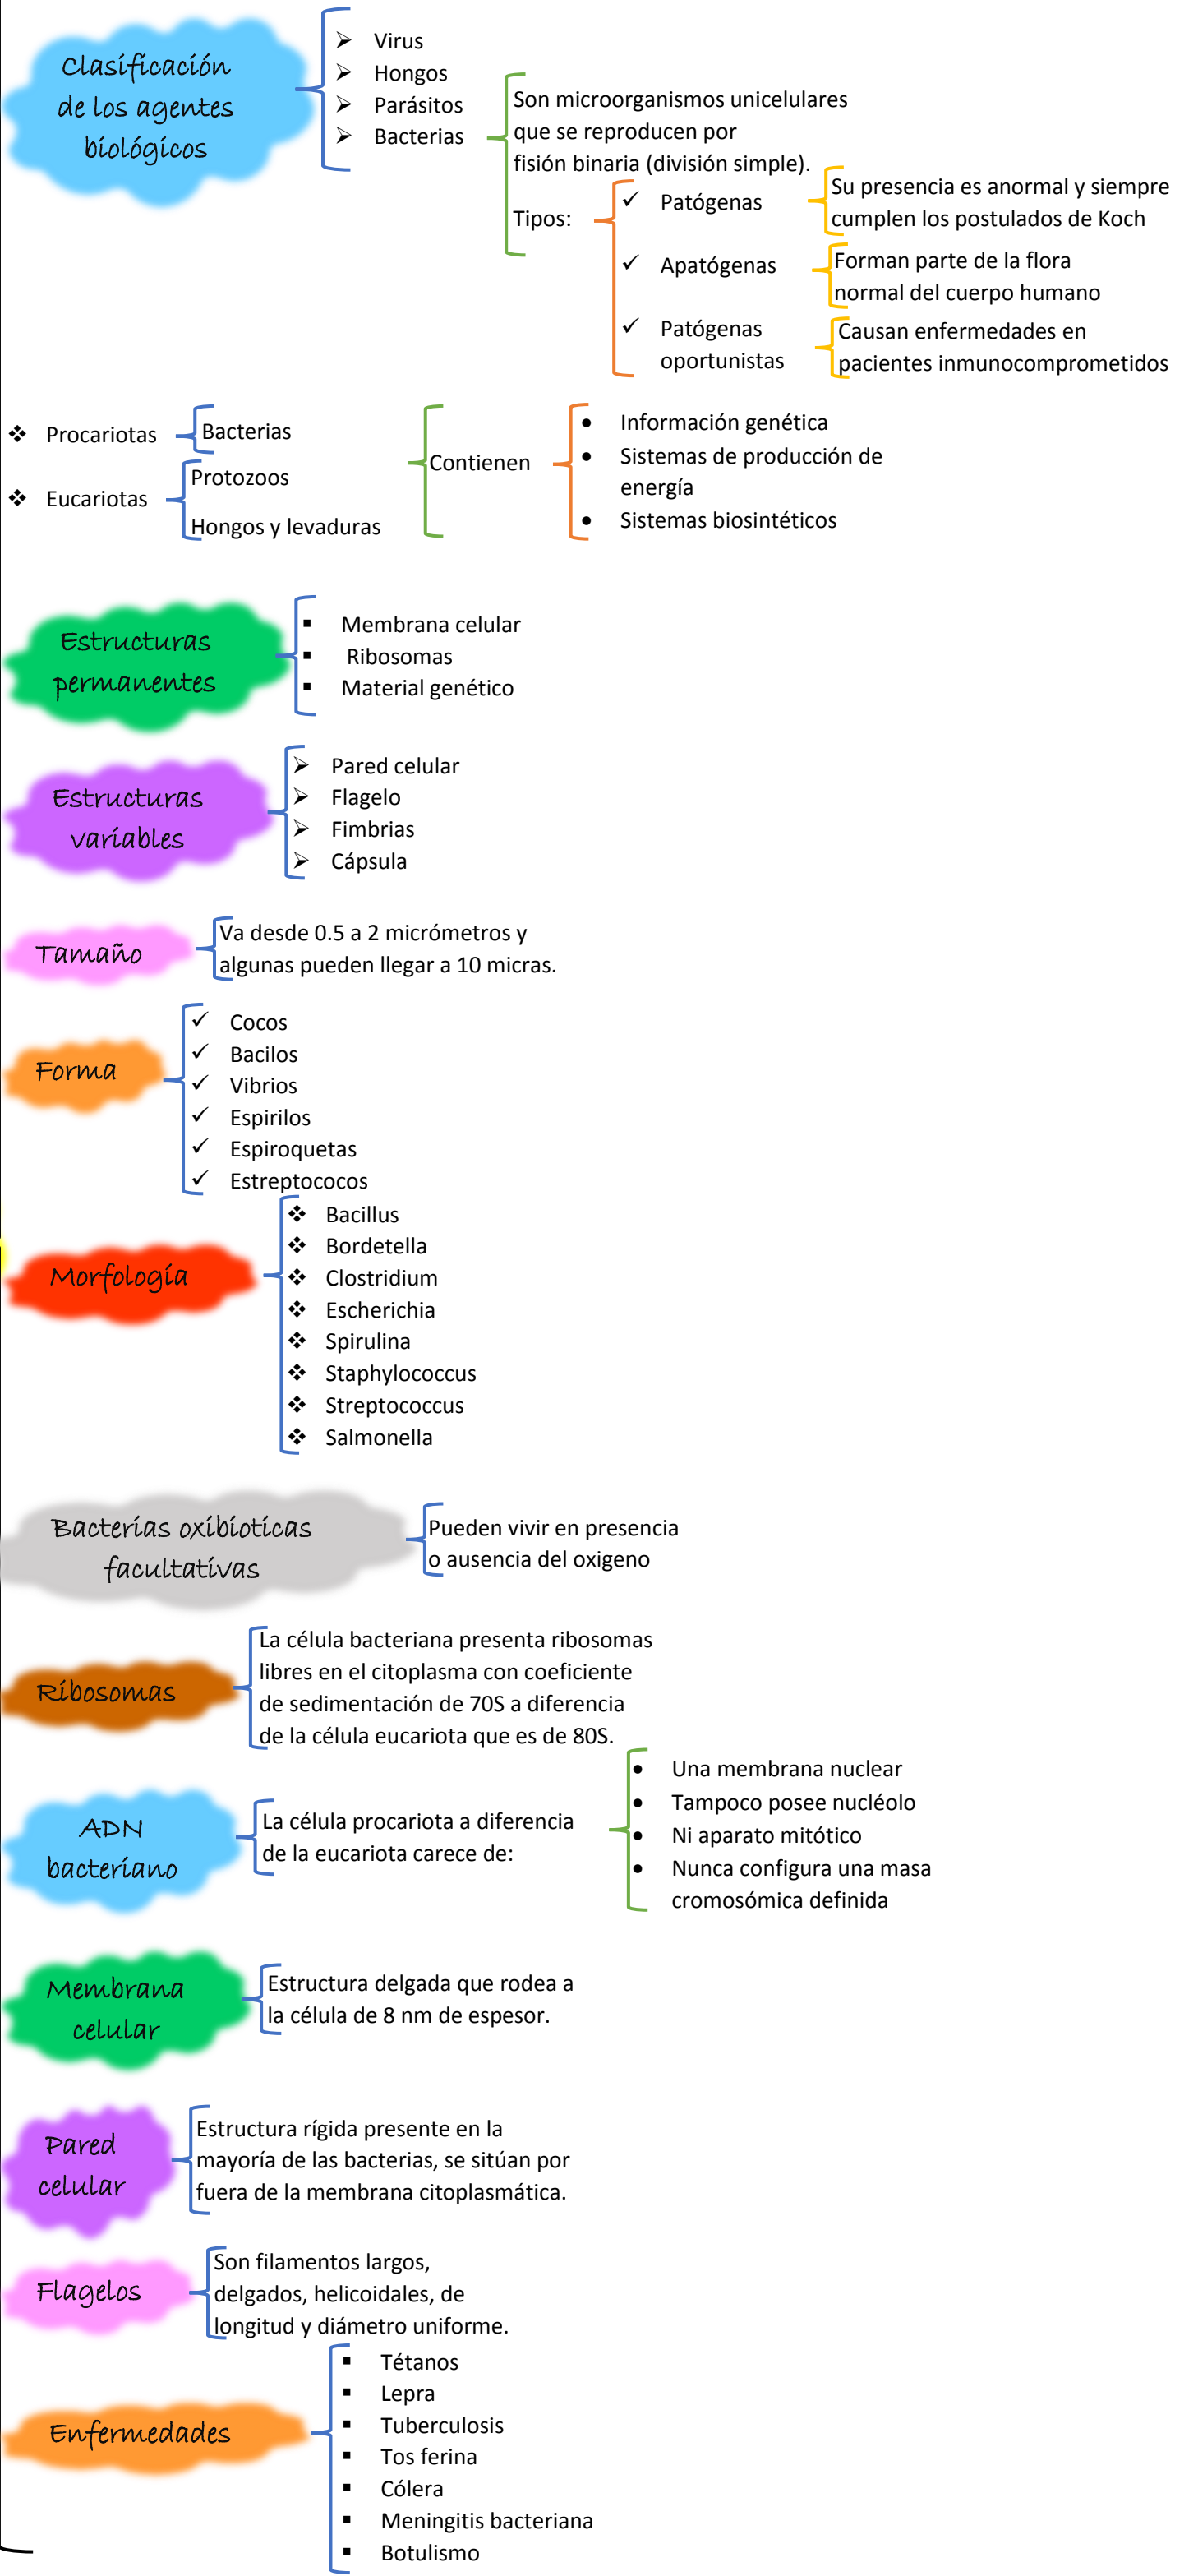 Clasificación
de los agentes
biológicos
Virus
Hongos
Parásitos
Bacterias
Son microorganismos unicelulares
que se reproducen por
fisión binaria (división simple).
Tipos:
Patógenas
Su presencia es anormal y siempre
cumplen los postulados de Koch
Apatógenas
Forman parte de la flora
normal del cuerpo humano
Patógenas
oportunistas
Causan enfermedades en
pacientes inmunocomprometidos
Procariotas
Bacterias
Eucariotas
Protozoos
Hongos y levaduras
Contienen
Información genética
Sistemas de producción de
energía
Sistemas biosintéticos
Estructuras
permanentes
Membrana celular
Ribosomas
Material genético
Estructuras
variables
Pared celular
Flagelo
Fimbrias
Cápsula
Tamaño
Va desde 0.5 a 2 micrómetros y
algunas pueden llegar a 10 micras.
Forma
Cocos
Bacilos
Vibrios
Espirilos
Espiroquetas
Estreptococos
Morfología
Bacillus
Bordetella
Clostridium
Escherichia
Spirulina
Staphylococcus
Streptococcus
Salmonella
Bacterias oxibioticas
facultativas
Pueden vivir en presencia
o ausencia del oxigeno
Ribosomas
La célula bacteriana presenta ribosomas
libres en el citoplasma con coeficiente
de sedimentación de 70S a diferencia
de la célula eucariota que es de 80S.
ADN
bacteriano
La célula procariota a diferencia
de la eucariota carece de:
Una membrana nuclear
Tampoco posee nucléolo
Ni aparato mitótico
Nunca configura una masa
cromosómica definida
Membrana
celular
Estructura delgada que rodea a
la célula de 8 nm de espesor.
Pared
celular
Estructura rígida presente en la
mayoría de las bacterias, se sitúan por
fuera de la membrana citoplasmática.
Flagelos
Son filamentos largos,
delgados, helicoidales, de
longitud y diámetro uniforme.
Enfermedades
Tétanos
Lepra
Tuberculosis
Tos ferina
Cólera
Meningitis bacteriana
Botulismo